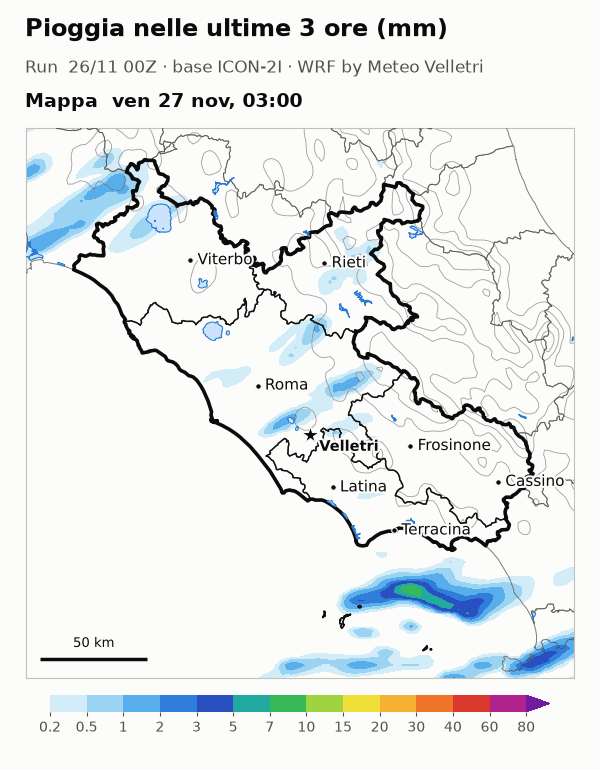 Pioggia nelle ultime 3 ore (mm)
Run  26/11 00Z · base ICON-2I · WRF by Meteo Velletri
Mappa  ven 27 nov, 03:00
Viterbo
Rieti
Roma
Velletri
Frosinone
Cassino
Latina
Terracina
50 km
0.2 0.5 1 2 3 5 7 10 15 20 30 40 60 80